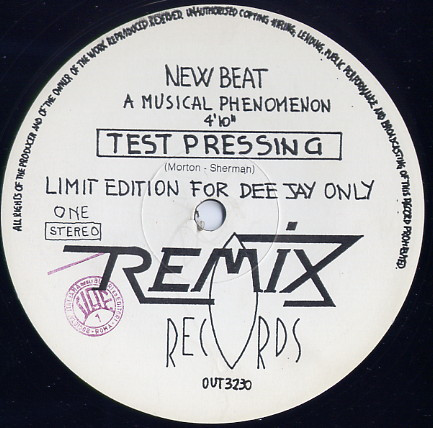 ALL RIGHTS OF THE PRODUCER AND OF THE OWNER OF THE WORK REPRODUCED RESERVED. UNAUTHORISED COPYING HIRING, LENDING, PUBLIC PERFORMANCE AND BROADCASTING OF THIS RECORD PROHIBITED.
NEW BEAT
A MUSICAL PHENOMENON
4'10"
TEST PRESSING
(Morton - Sherman)
LIMIT EDITION FOR DEE JAY ONLY
ONE
STEREO
REMIX
RECORDS
OUT3230